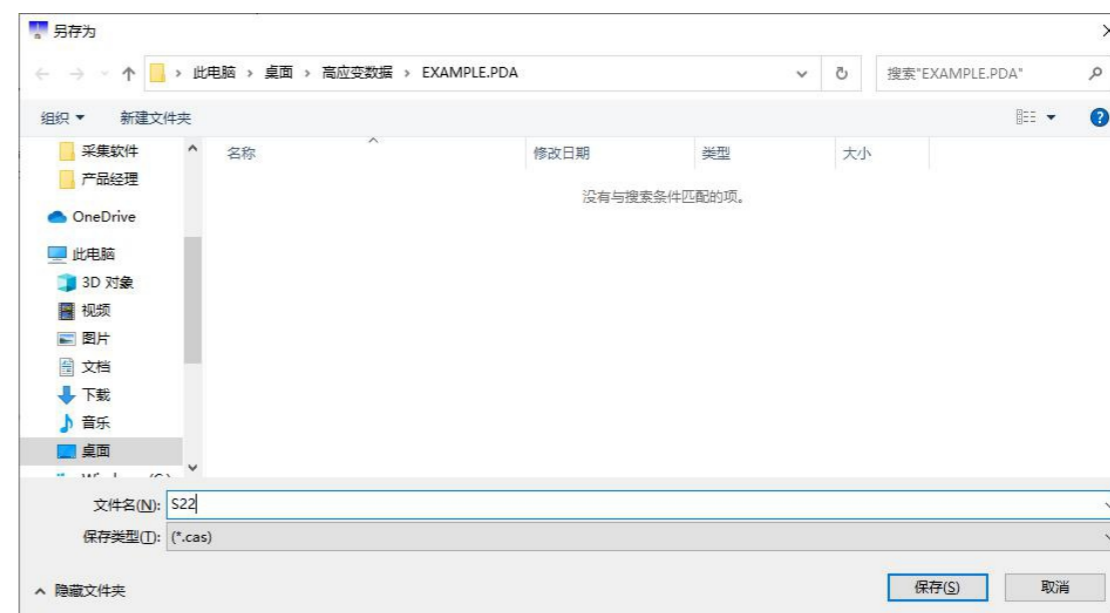 另存为
此电脑 › 桌面 › 高应变数据 › EXAMPLE.PDA
搜索"EXAMPLE.PDA"
组织
新建文件夹
名称
修改日期
类型
大小
采集软件
产品经理
没有与搜索条件匹配的项。
OneDrive
此电脑
3D 对象
视频
图片
文档
下载
音乐
桌面
文件名(N): S22
保存类型(T): (*.cas)
隐藏文件夹
保存(S)
取消